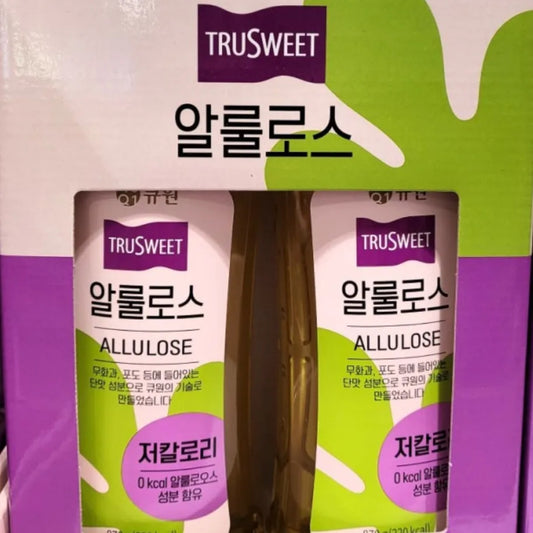 TRUSWEET
알룰로스
큐원
TRUSWEET
알룰로스
ALLULOSE
무화과, 포도 등에 들어있는
단맛 성분으로 큐원의 기술로
만들었습니다
저칼로리
0 kcal 알룰로오스
성분 함유
큐원
TRUSWEET
알룰로스
ALLULOSE
무화과, 포도 등에 들어있는
단맛 성분으로 큐원의 기술로
만들었습니다
저칼로
0 kcal 알룰로
성분 함유